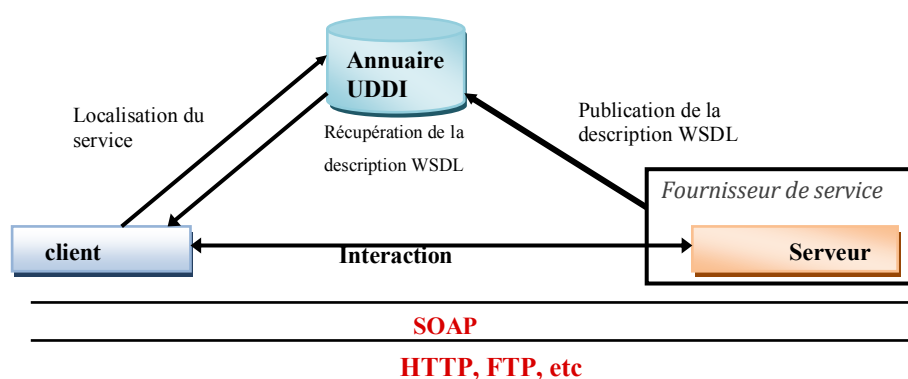 Annuaire
UDDI
Localisation du
service
Publication de la
description WSDL
Récupération de la
description WSDL
Fournisseur de service
client
Interaction
Serveur
SOAP
HTTP, FTP, etc